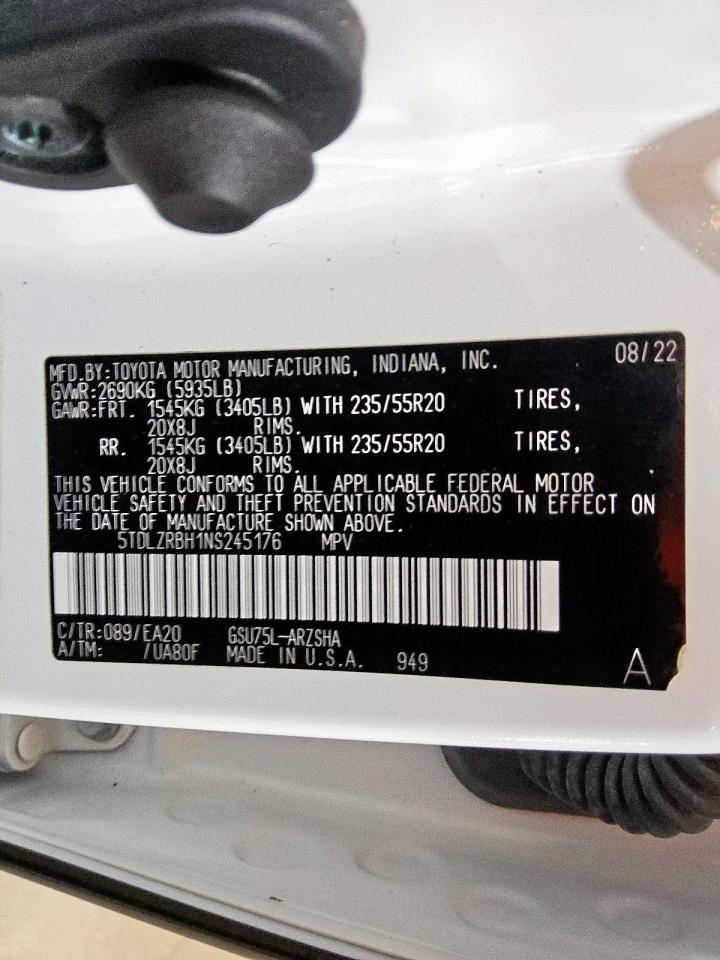 MFD.BY:TOYOTA MOTOR MANUFACTURING, INDIANA, INC. 08/22
GVWR:2690KG (5935LB)
GAWR:FRT. 1545KG (3405LB) WITH 235/55R20 TIRES,
20X8J RIMS.
RR. 1545KG (3405LB) WITH 235/55R20 TIRES,
20X8J RIMS.
THIS VEHICLE CONFORMS TO ALL APPLICABLE FEDERAL MOTOR
VEHICLE SAFETY AND THEFT PREVENTION STANDARDS IN EFFECT ON
THE DATE OF MANUFACTURE SHOWN ABOVE.
5TDLZRBH1NS245176 MPV
C/TR:089/EA20 GSU75L-ARZSHA
A/TM: /UA80F MADE IN U.S.A. 949
A